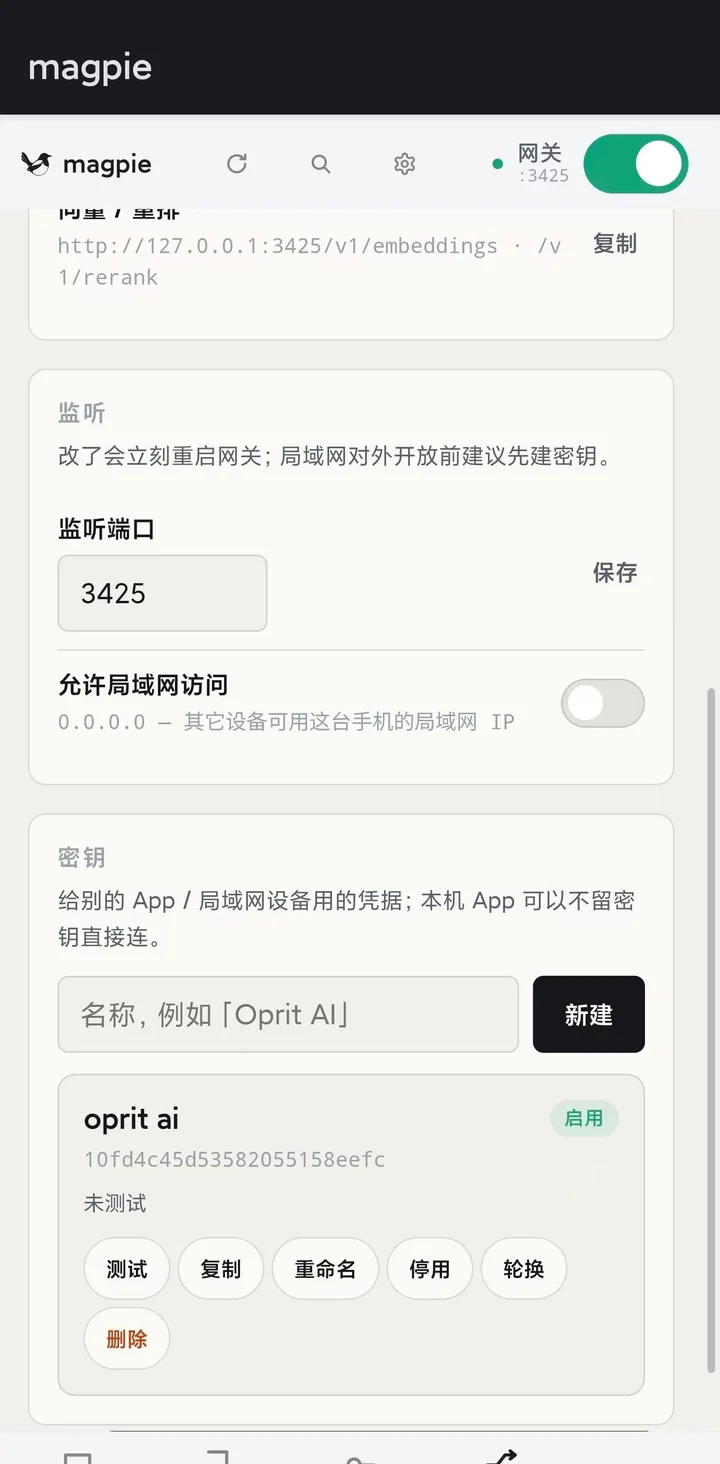 magpie
magpie
网关
:3425
向量 / 重排
http://127.0.0.1:3425/v1/embeddings · /v
1/rerank
复制
监听
改了会立刻重启网关；局域网对外开放前建议先建密钥。
监听端口
3425
保存
允许局域网访问
0.0.0.0 — 其它设备可用这台手机的局域网 IP
密钥
给别的 App / 局域网设备用的凭据；本机 App 可以不留密
钥直接连。
名称，例如「Oprit AI」
新建
oprit ai
启用
10fd4c45d53582055158eefc
未测试
测试
复制
重命名
停用
轮换
删除